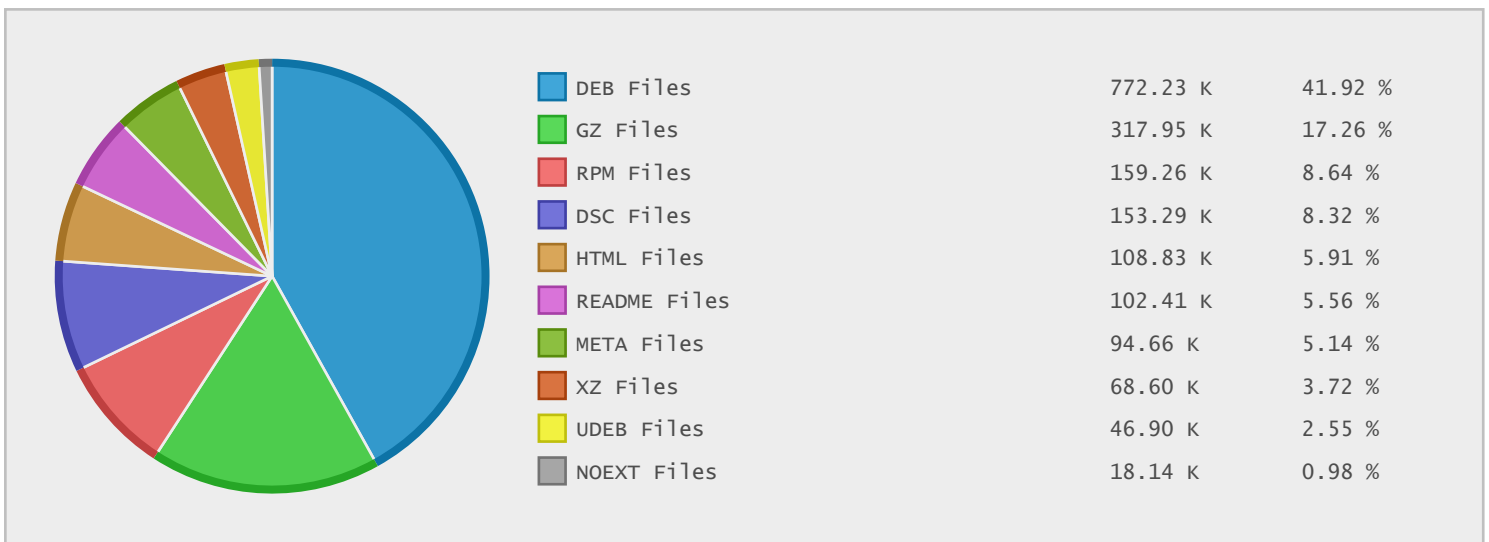 DEB Files 772.23 K 41.92 %
GZ Files 317.95 K 17.26 %
RPM Files 159.26 K 8.64 %
DSC Files 153.29 K 8.32 %
HTML Files 108.83 K 5.91 %
README Files 102.41 K 5.56 %
META Files 94.66 K 5.14 %
XZ Files 68.60 K 3.72 %
UDEB Files 46.90 K 2.55 %
NOEXT Files 18.14 K 0.98 %